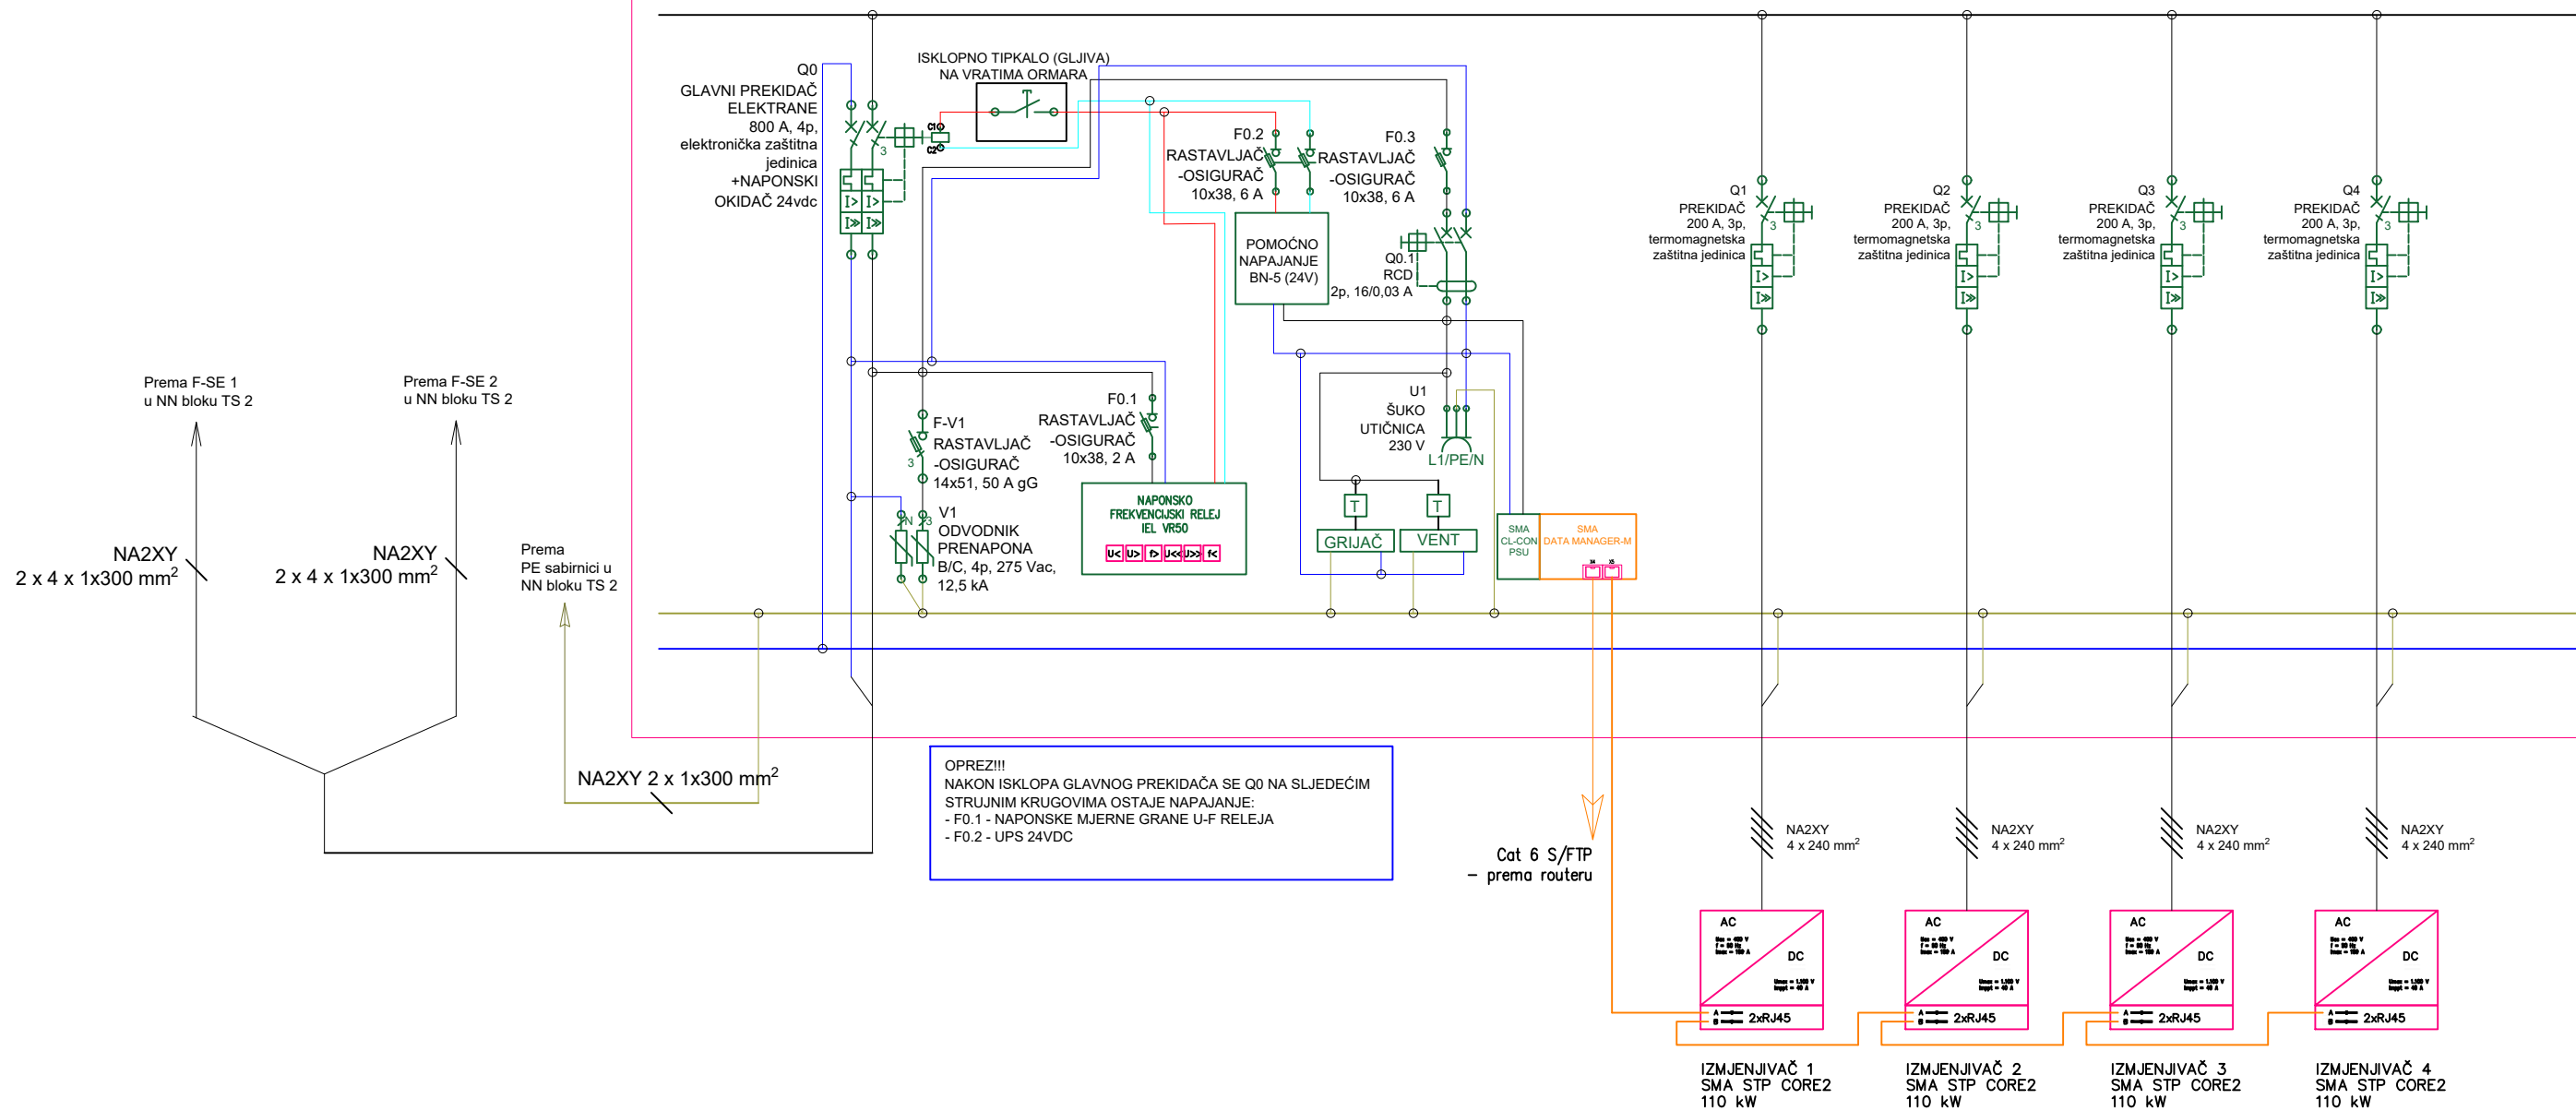 Q0
GLAVNI PREKIDAČ
ELEKTRANE
800 A, 4p,
elektronička zaštitna
jedinica
+NAPONSKI
OKIDAČ 24vdc
3
C1
C2
ISKLOPNO TIPKALO (GLJIVA)
NA VRATIMA ORMARA
I>
I>
I≫
I≫
F0.2
RASTAVLJAČ
-OSIGURAČ
10x38, 6 A
F0.3
RASTAVLJAČ
-OSIGURAČ
10x38, 6 A
POMOĆNO
NAPAJANJE
BN-5 (24V)
Q0.1
RCD
2p, 16/0,03 A
Q1
PREKIDAČ
200 A, 3p,
termomagnetska
zaštitna jedinica
3
I>
I≫
Q2
PREKIDAČ
200 A, 3p,
termomagnetska
zaštitna jedinica
3
I>
I≫
Q3
PREKIDAČ
200 A, 3p,
termomagnetska
zaštitna jedinica
3
I>
I≫
Q4
PREKIDAČ
200 A, 3p,
termomagnetska
zaštitna jedinica
3
I>
I≫
Prema F-SE 1
u NN bloku TS 2
Prema F-SE 2
u NN bloku TS 2
NA2XY
2 x 4 x 1x300 mm²
NA2XY
2 x 4 x 1x300 mm²
Prema
PE sabirnici u
NN bloku TS 2
F-V1
RASTAVLJAČ
-OSIGURAČ
14x51, 50 A gG
3
V1
ODVODNIK
PRENAPONA
B/C, 4p, 275 Vac,
12,5 kA
N
3
F0.1
RASTAVLJAČ
-OSIGURAČ
10x38, 2 A
NAPONSKO
FREKVENCIJSKI RELEJ
IEL VR50
U< U> f> U<< U>> f<
U1
ŠUKO
UTIČNICA
230 V
L1/PE/N
T
T
GRIJAČ
VENT
SMA
CL-CON
PSU
SMA
DATA MANAGER-M
NA2XY 2 x 1x300 mm²
OPREZ!!!
NAKON ISKLOPA GLAVNOG PREKIDAČA SE Q0 NA SLJEDEĆIM
STRUJNIM KRUGOVIMA OSTAJE NAPAJANJE:
- F0.1 - NAPONSKE MJERNE GRANE U-F RELEJA
- F0.2 - UPS 24VDC
Cat 6 S/FTP
- prema routeru
NA2XY
4 x 240 mm²
NA2XY
4 x 240 mm²
NA2XY
4 x 240 mm²
NA2XY
4 x 240 mm²
AC
DC
A
B
2xRJ45
AC
DC
A
B
2xRJ45
AC
DC
A
B
2xRJ45
AC
DC
A
B
2xRJ45
IZMJENJIVAČ 1
SMA STP CORE2
110 kW
IZMJENJIVAČ 2
SMA STP CORE2
110 kW
IZMJENJIVAČ 3
SMA STP CORE2
110 kW
IZMJENJIVAČ 4
SMA STP CORE2
110 kW